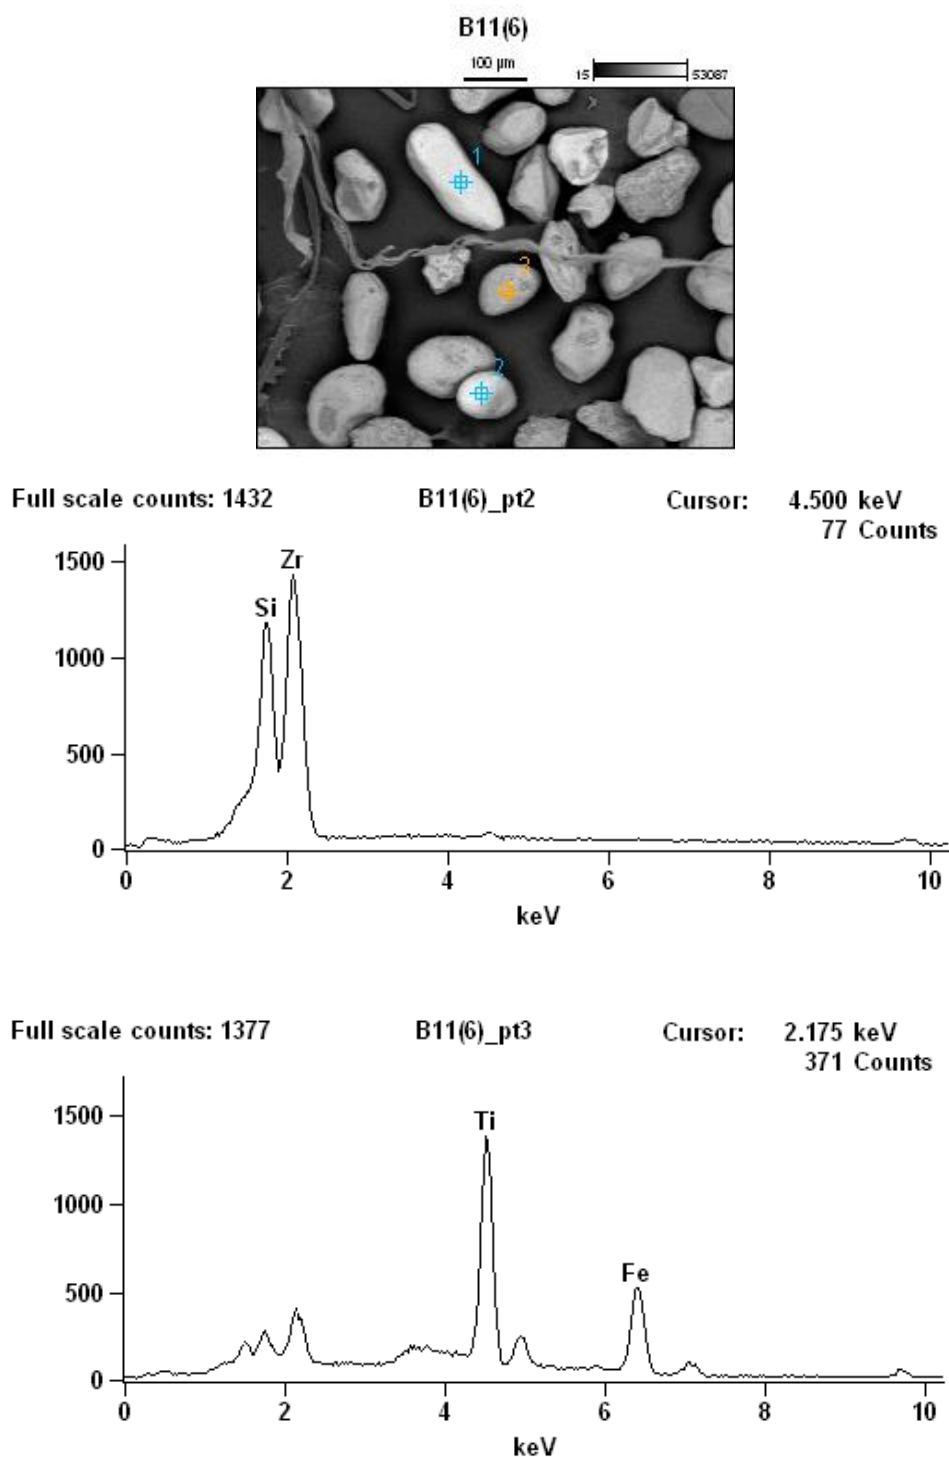 B11(6)
100 µm
15 53087
1
3
2
Full scale counts: 1432 B11(6)_pt2 Cursor: 4.500 keV
77 Counts
1500
Zr
Si
1000
500
0
0 2 4 6 8 10
keV
Full scale counts: 1377 B11(6)_pt3 Cursor: 2.175 keV
371 Counts
1500
Ti
1000
Fe
500
0
0 2 4 6 8 10
keV